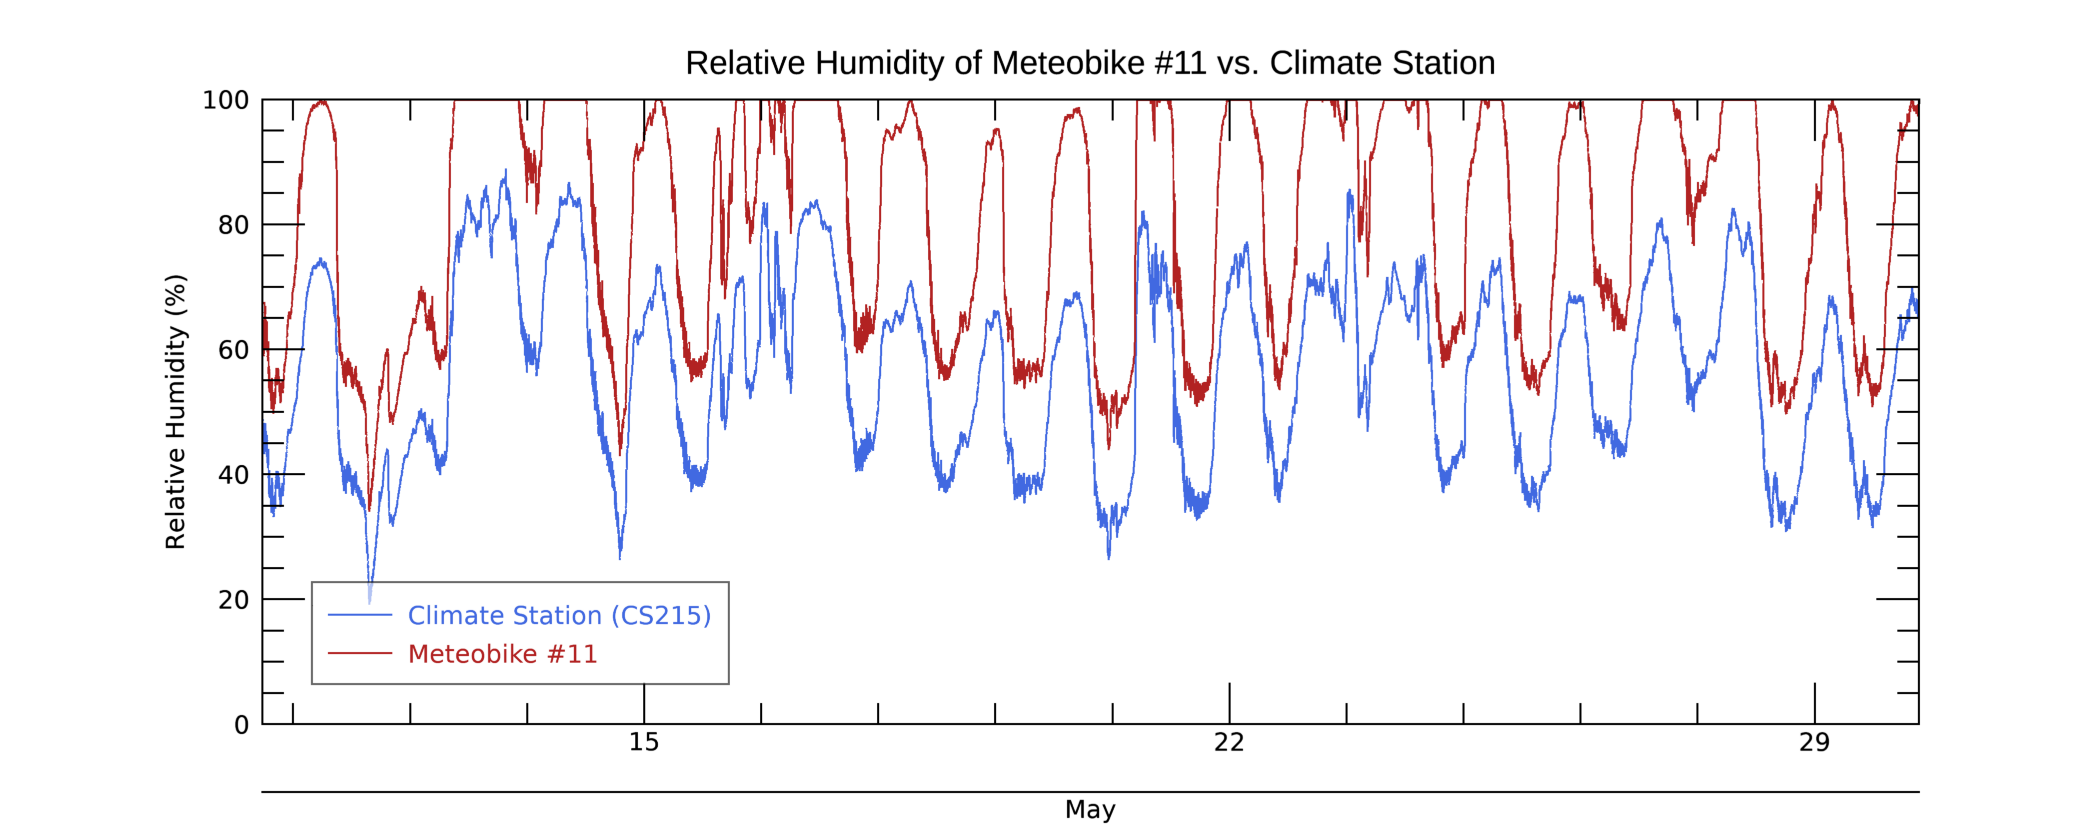 Relative Humidity of Meteobike #11 vs. Climate Station
Relative Humidity (%)
100
80
60
40
20
0
Climate Station (CS215)
Meteobike #11
15 22 29
May